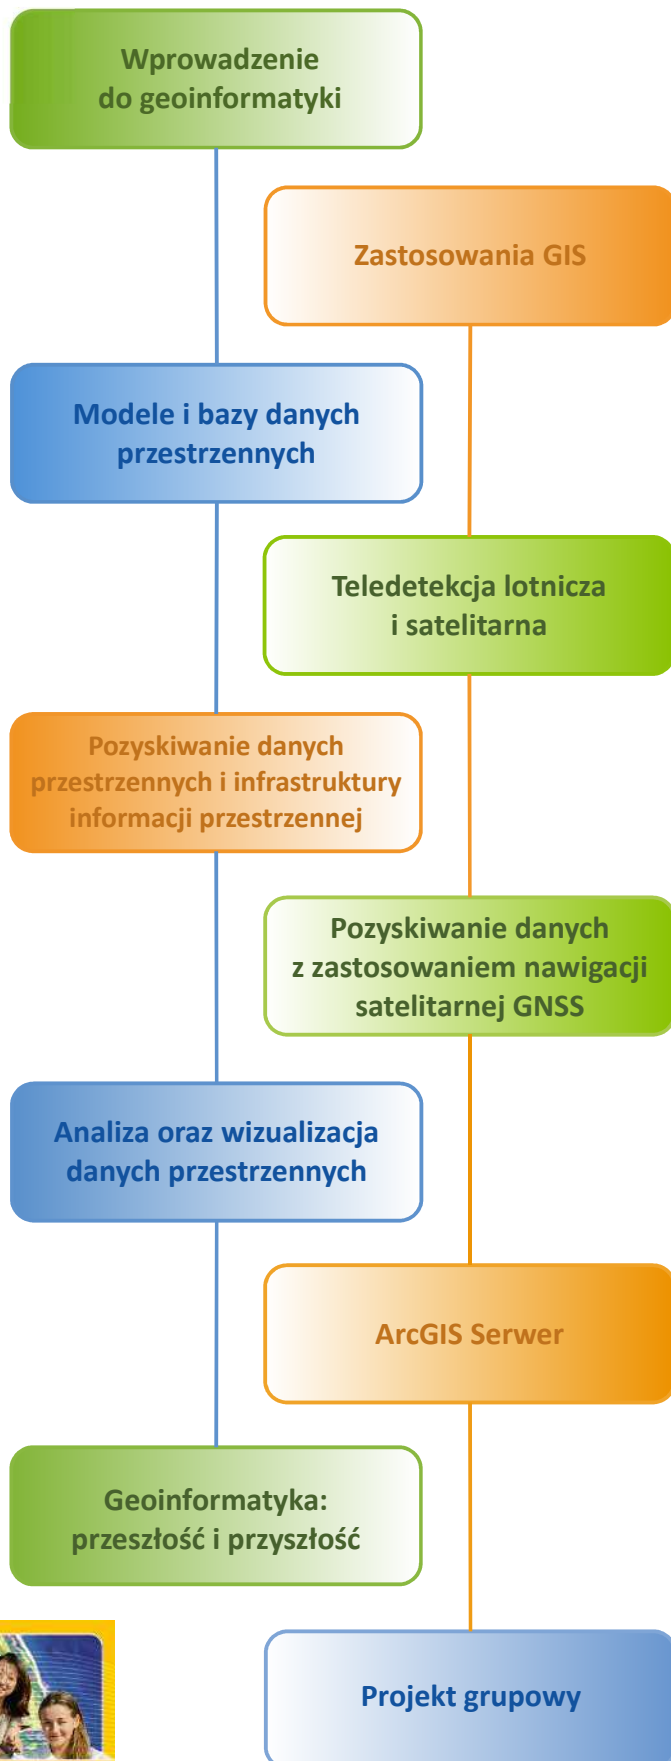 Wprowadzenie
do geoinformatyki
Zastosowania GIS
Modele i bazy danych
przestrzennych
Teledetekcja lotnicza
i satelitarna
Pozyskiwanie danych
przestrzennych i infrastruktury
informacji przestrzennej
Pozyskiwanie danych
z zastosowaniem nawigacji
satelitarnej GNSS
Analiza oraz wizualizacja
danych przestrzennych
ArcGIS Serwer
Geoinformatyka:
przeszłość i przyszłość
Projekt grupowy